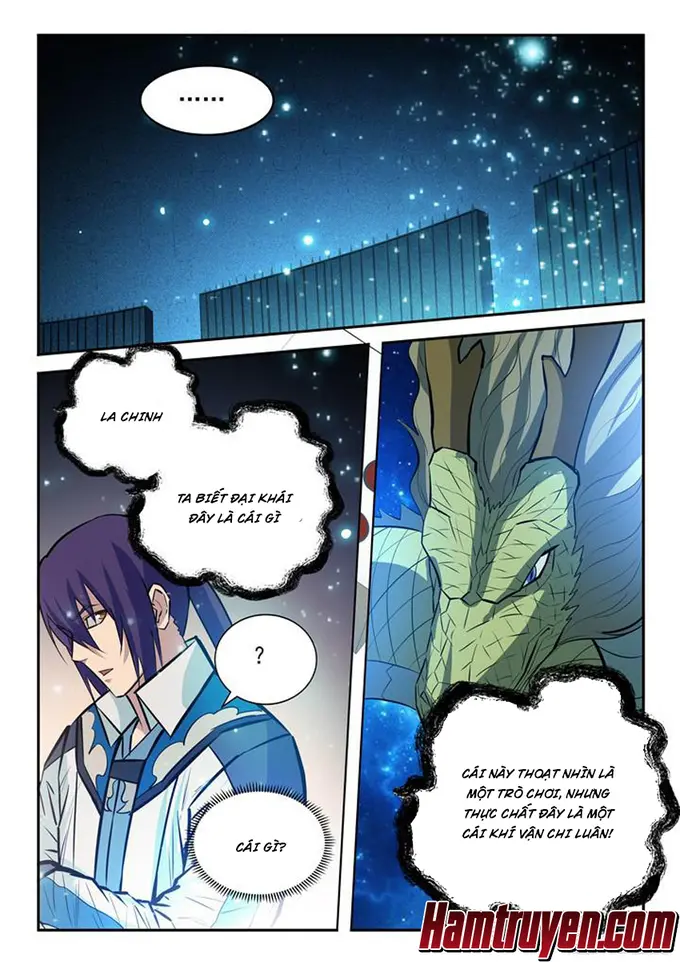 ......
LA CHINH
TA BIẾT ĐẠI KHÁI
ĐÂY LÀ CÁI GÌ
?
CÁI GÌ?
CÁI NÀY THOẠT NHÌN LÀ
MỘT TRÒ CHƠI, NHƯNG
THỰC CHẤT ĐÂY LÀ MỘT
CÁI KHÍ VẬN CHI LUÂN!
Hamtruyen.com